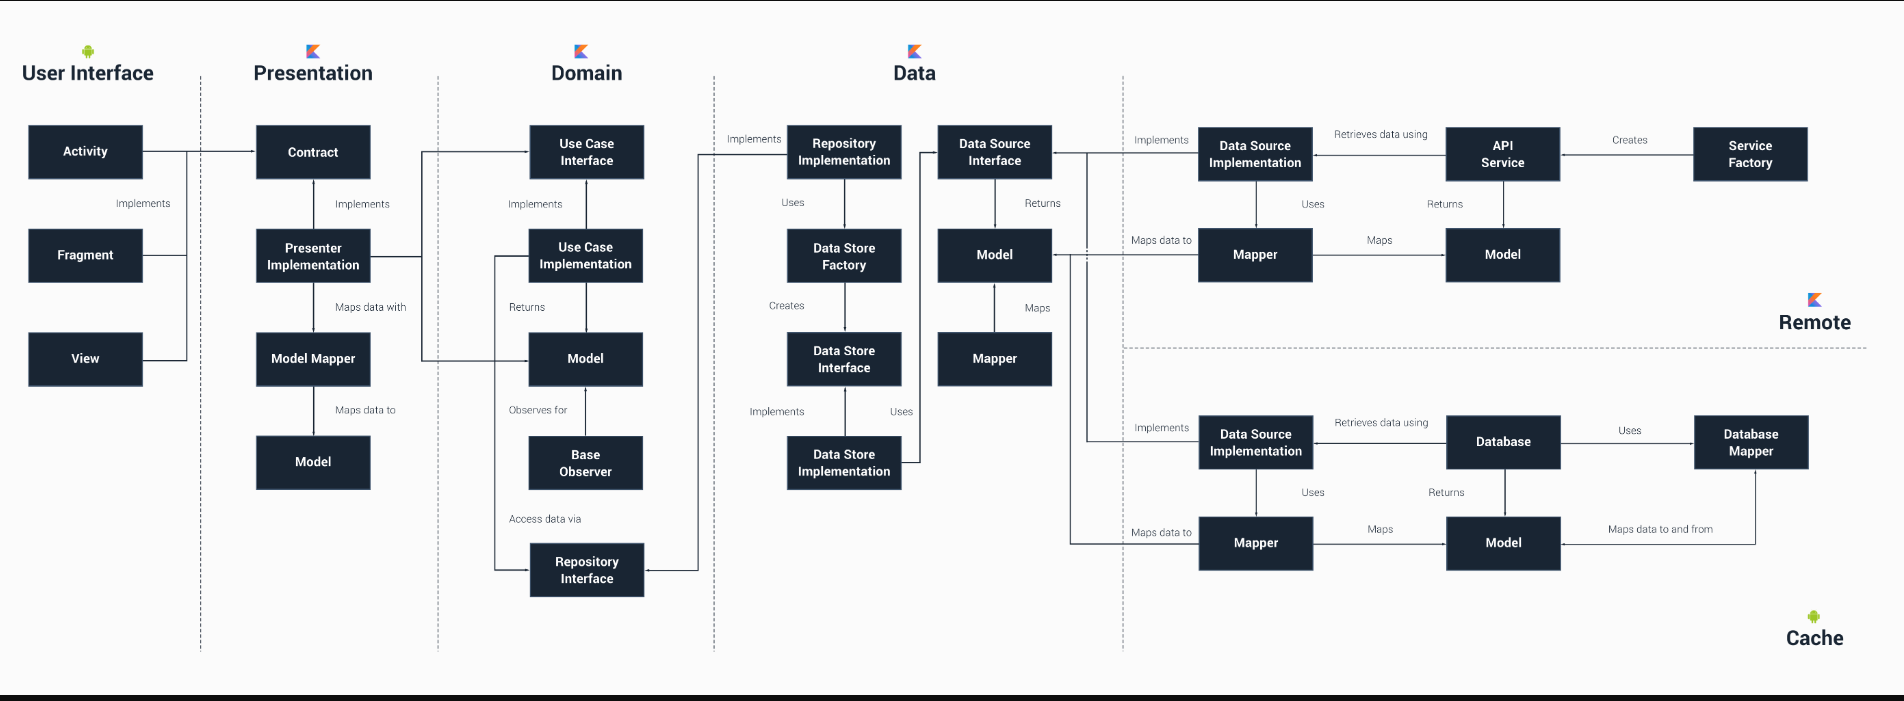 User Interface
Presentation
Domain
Data
Activity
Implements
Fragment
View
Contract
Implements
Presenter
Implementation
Maps data with
Model Mapper
Maps data to
Model
Use Case
Interface
Implements
Use Case
Implementation
Returns
Model
Observes for
Base
Observer
Access data via
Repository
Interface
Implements
Repository
Implementation
Uses
Data Store
Factory
Creates
Data Store
Interface
Implements
Data Store
Implementation
Uses
Data Source
Interface
Returns
Model
Maps
Mapper
Implements
Data Source
Implementation
Retrieves data using
API
Service
Creates
Service
Factory
Uses
Returns
Maps data to
Mapper
Maps
Model
Remote
Implements
Data Source
Implementation
Retrieves data using
Database
Uses
Database
Mapper
Uses
Returns
Maps data to
Mapper
Maps
Model
Maps data to and from
Cache